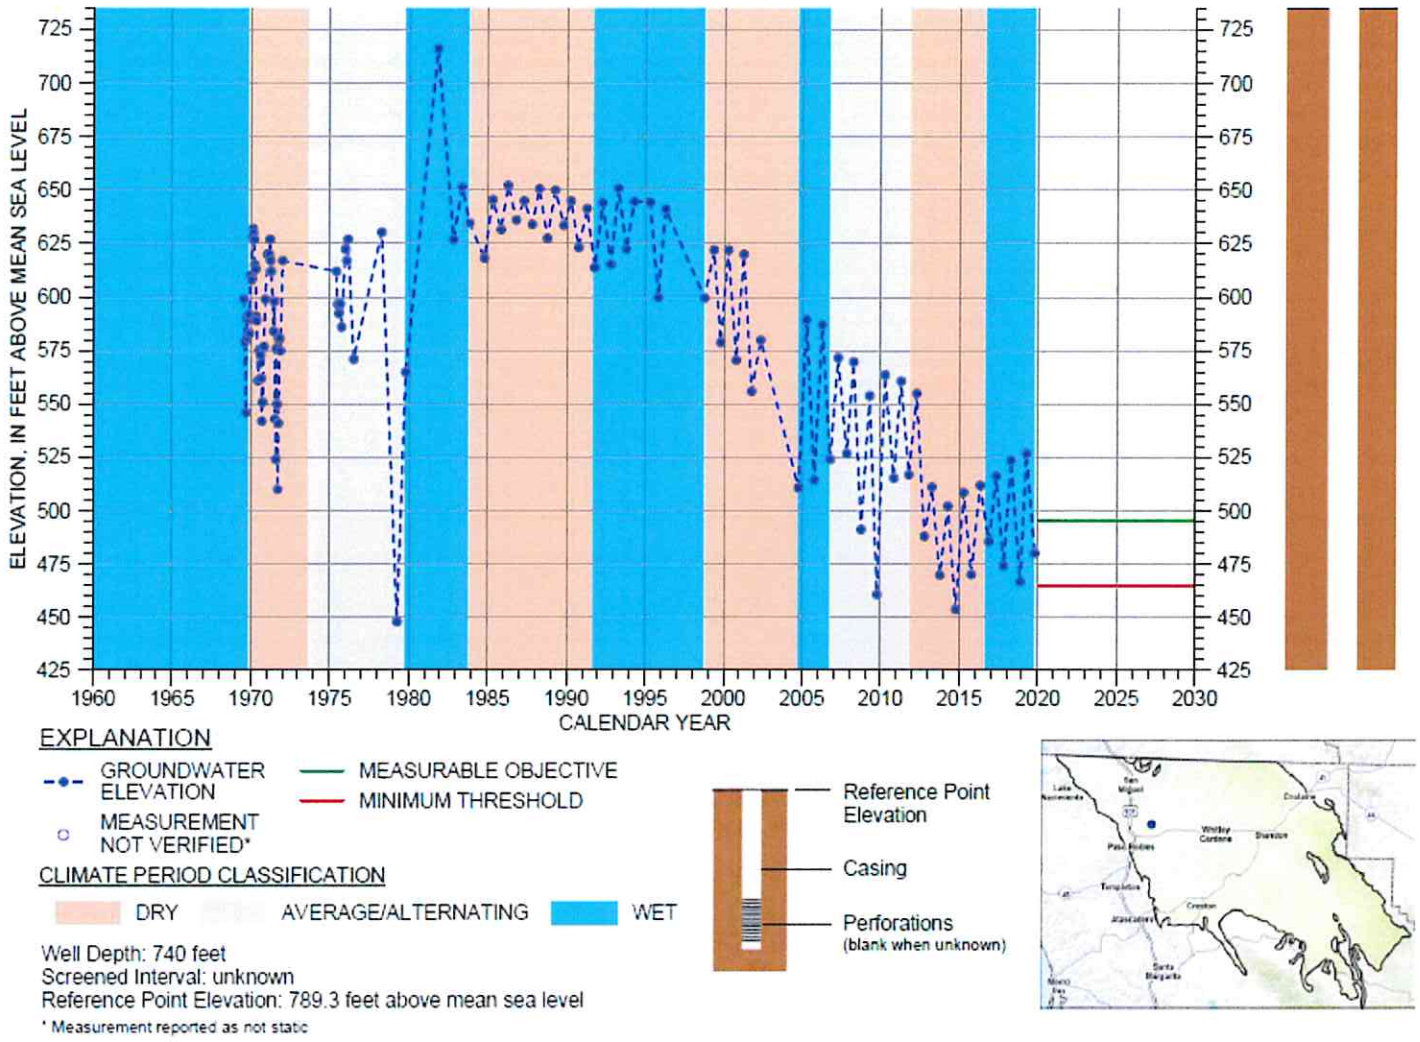 ELEVATION, IN FEET ABOVE MEAN SEA LEVEL
725
700
675
650
625
600
575
550
525
500
475
450
425
725
700
675
650
625
600
575
550
525
500
475
450
425
1960 1965 1970 1975 1980 1985 1990 1995 2000 2005 2010 2015 2020 2025 2030
CALENDAR YEAR
EXPLANATION
GROUNDWATER
ELEVATION
MEASUREMENT
NOT VERIFIED*
MEASURABLE OBJECTIVE
MINIMUM THRESHOLD
CLIMATE PERIOD CLASSIFICATION
DRY AVERAGE/ALTERNATING WET
Well Depth: 740 feet
Screened Interval: unknown
Reference Point Elevation: 789.3 feet above mean sea level
* Measurement reported as not static
Reference Point
Elevation
Casing
Perforations
(blank when unknown)
San
Miguel
Lake
Nacimiento
Cholame
Whitley
Gardens
Shandon
Paso Robles
Templeton
Atascadero
Creston
Santa
Margarita
Morro